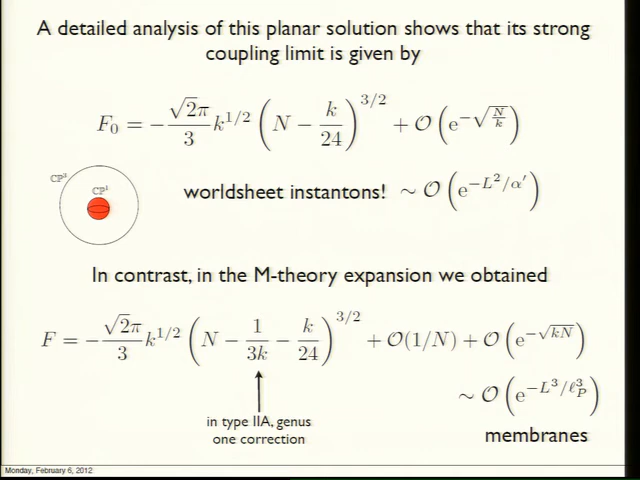 A detailed analysis of this planar solution shows that its strong
coupling limit is given by
F₀ = −(√2π/3) k^{1/2} (N − k/24)^{3/2} + 𝒪(e^{−√(N/k)})
CP³
CP¹
worldsheet instantons! ∼ 𝒪(e^{−L²/α′})
In contrast, in the M-theory expansion we obtained
F = −(√2π/3) k^{1/2} (N − 1/(3k) − k/24)^{3/2} + 𝒪(1/N) + 𝒪(e^{−√(kN)})
∼ 𝒪(e^{−L³/ℓ_P³})
in type IIA, genus
one correction
membranes
Monday, February 6, 2012